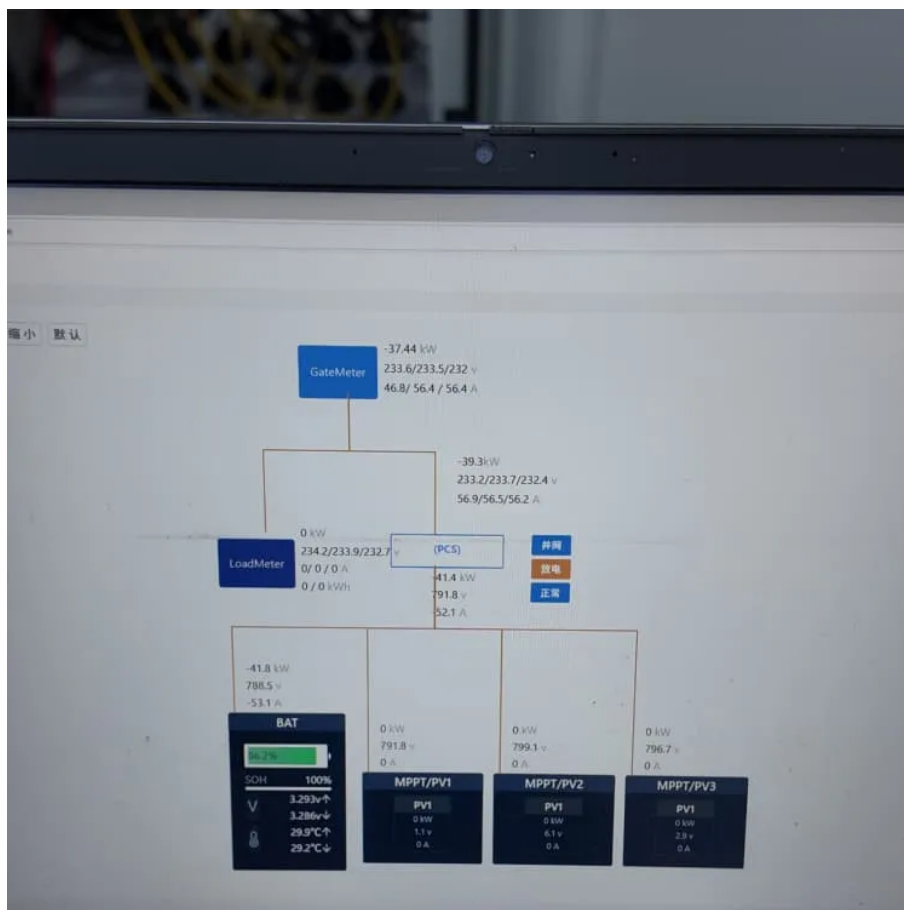 缩小 默认
GateMeter
-37.44 kW
233.6/233.5/232 v
46.8/ 56.4 / 56.4 A
-39.3kW
233.2/233.7/232.4 v
56.9/56.5/56.2 A
LoadMeter
0 kW
234.2/233.9/232.7 v
0/ 0 / 0 A
0 / 0 kWh
(PCS)
并网
放电
正常
-41.4 kW
791.8 v
-52.1 A
-41.8 kW
788.5 v
-53.1 A
BAT
86.2%
SOH 100%
V
3.293v↑
3.286v↓
29.9℃↑
29.2℃↓
0 kW
791.8 v
0 A
MPPT/PV1
PV1
0 kW
1.1 v
0 A
0 kW
799.1 v
0 A
MPPT/PV2
PV1
0 kW
6.1 v
0 A
0 kW
796.7 v
0 A
MPPT/PV3
PV1
0 kW
2.9 v
0 A